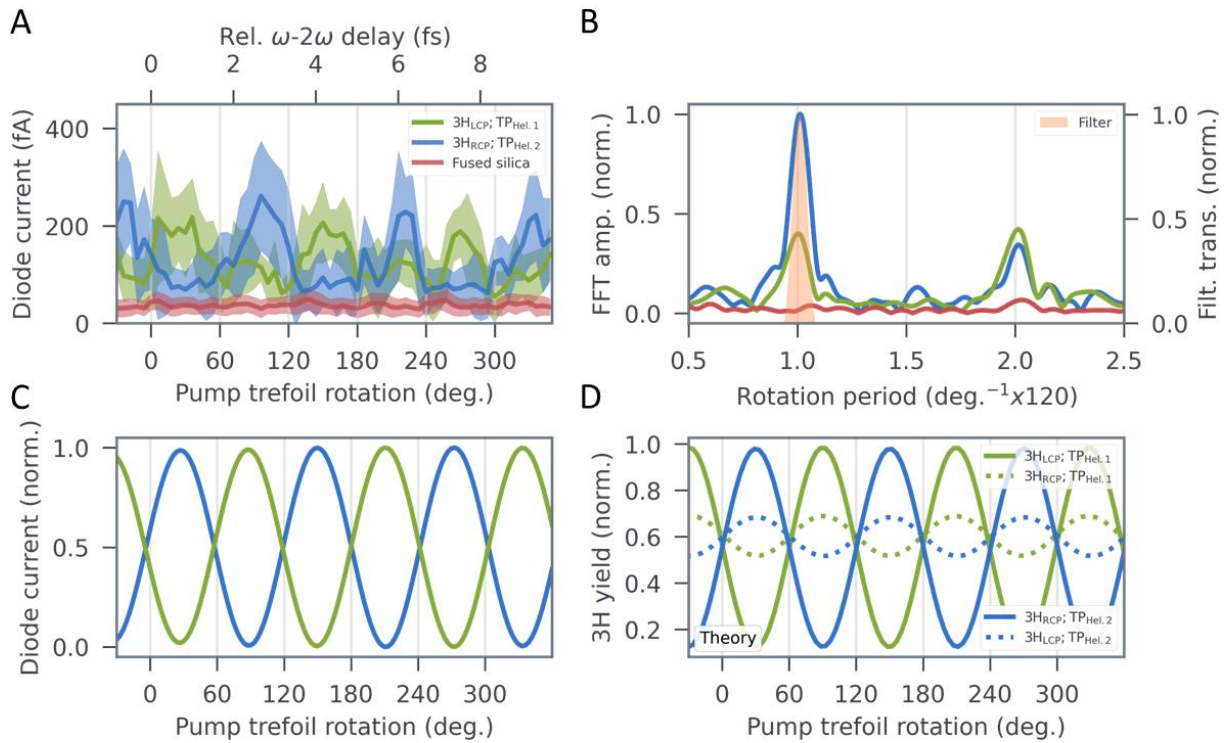 A
Rel. ω-2ω delay (fs)
0 2 4 6 8
Diode current (fA)
400
200
0
3H_LCP; TP_Hel. 1
3H_RCP; TP_Hel. 2
Fused silica
0 60 120 180 240 300
Pump trefoil rotation (deg.)
B
FFT amp. (norm.)
1.0
0.5
0.0
Filter
1.0
0.5
0.0
Filt. trans. (norm.)
0.5 1.0 1.5 2.0 2.5
Rotation period (deg.⁻¹x120)
C
Diode current (norm.)
1.0
0.5
0.0
0 60 120 180 240 300
Pump trefoil rotation (deg.)
D
3H yield (norm.)
1.0
0.8
0.6
0.4
0.2
3H_LCP; TP_Hel. 1
3H_RCP; TP_Hel. 1
3H_RCP; TP_Hel. 2
3H_LCP; TP_Hel. 2
Theory
0 60 120 180 240 300
Pump trefoil rotation (deg.)